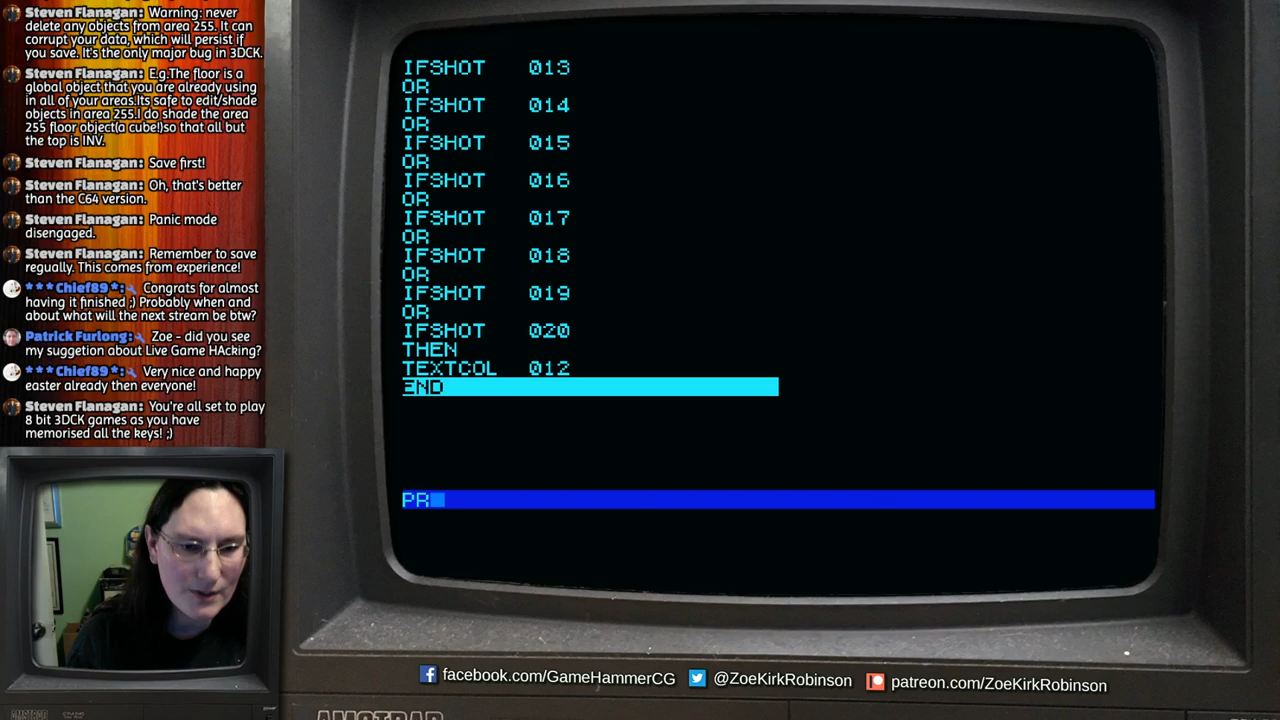 Steven Flanagan: Warning: never
delete any objects from area 255. It can
corrupt your data, which will persist if
you save. It's the only major bug in 3DCK.
Steven Flanagan: E.g.The floor is a
global object that you are already using
in all of your areas.Its safe to edit/shade
objects in area 255.I do shade the area
255 floor object(a cube!)so that all but
the top is INV.
Steven Flanagan: Save first!
Steven Flanagan: Oh, that's better
than the C64 version.
Steven Flanagan: Panic mode
disengaged.
Steven Flanagan: Remember to save
regually. This comes from experience!
***Chief89*: Congrats for almost
having it finished ;) Probably when and
about what will the next stream be btw?
Patrick Furlong: Zoe - did you see
my suggetion about Live Game HAcking?
***Chief89*: Very nice and happy
easter already then everyone!
Steven Flanagan: You're all set to play
8 bit 3DCK games as you have
memorised all the keys! ;)
IFSHOT 013
OR
IFSHOT 014
OR
IFSHOT 015
OR
IFSHOT 016
OR
IFSHOT 017
OR
IFSHOT 018
OR
IFSHOT 019
OR
IFSHOT 020
THEN
TEXTCOL 012
END
PR
facebook.com/GameHammerCG
@ZoeKirkRobinson
patreon.com/ZoeKirkRobinson